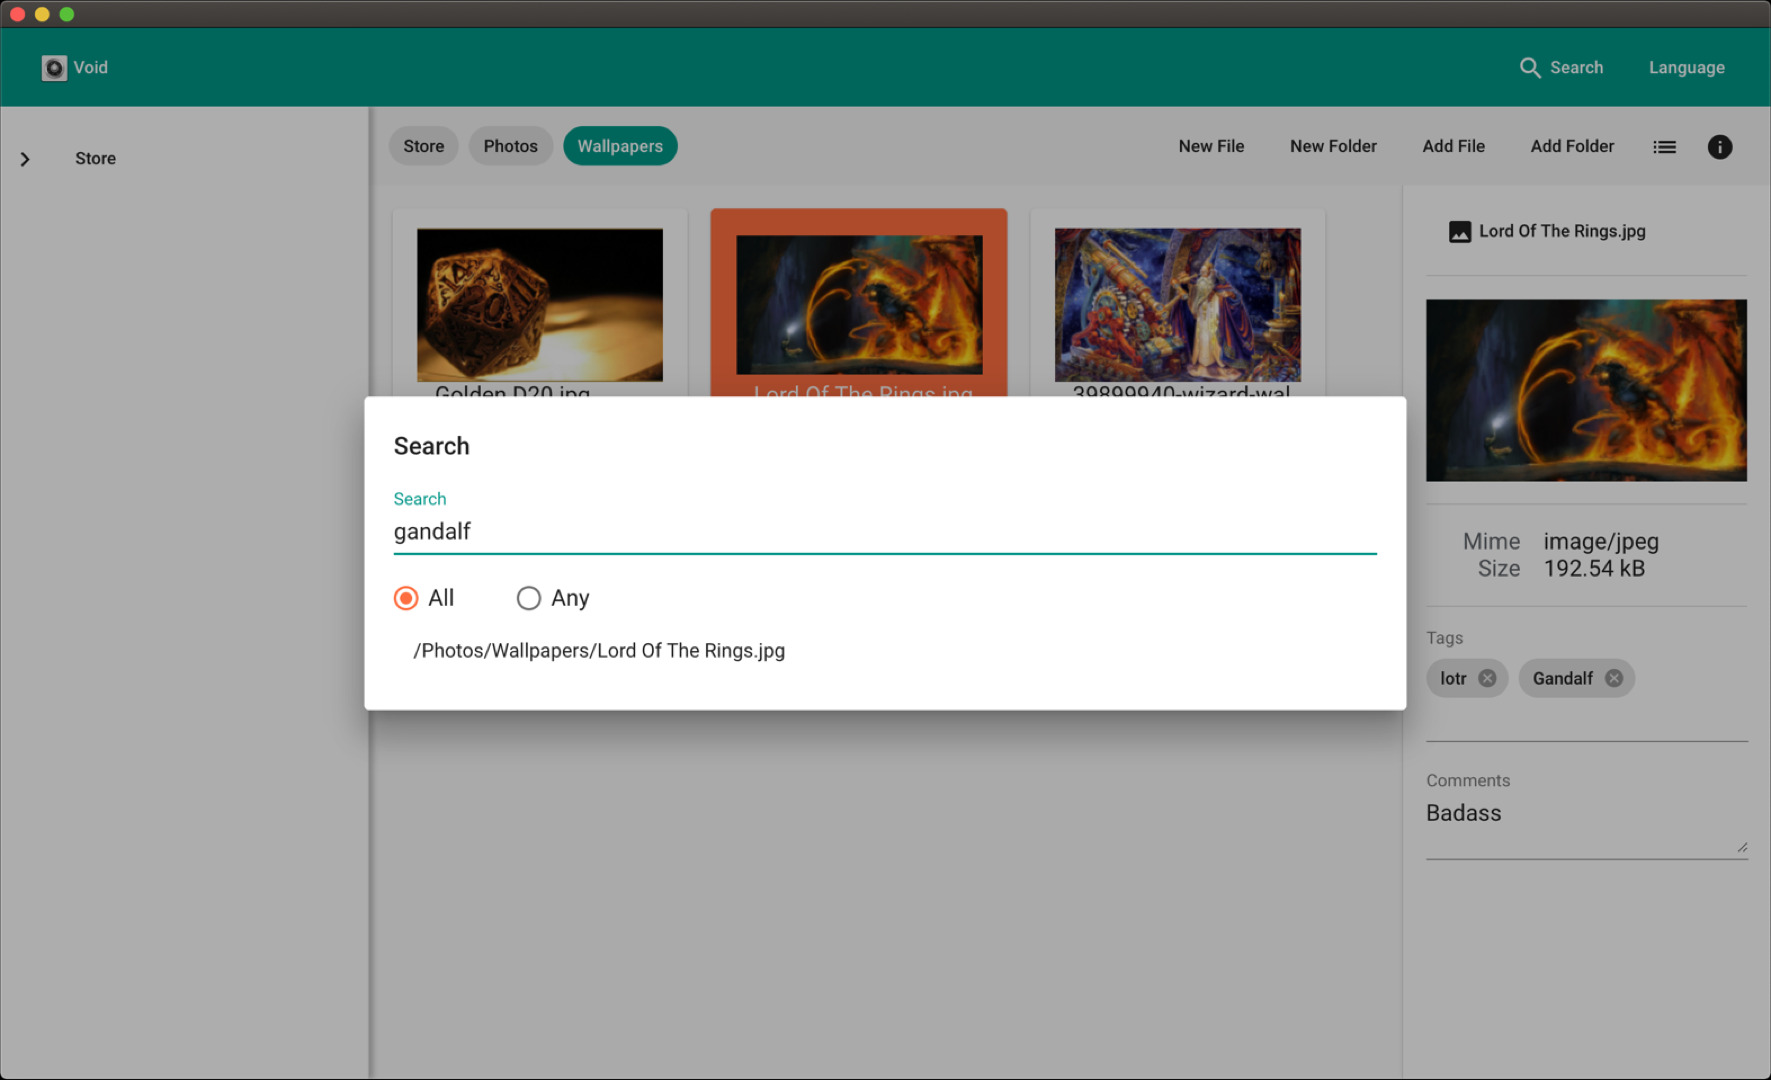 Void
Search
Language
Store
Store
Photos
Wallpapers
New File
New Folder
Add File
Add Folder
Golden D20.jpg
Lord Of The Rings.jpg
39899940-wizard-wal
Search
Search
gandalf
All
Any
/Photos/Wallpapers/Lord Of The Rings.jpg
Lord Of The Rings.jpg
Mime image/jpeg
Size 192.54 kB
Tags
lotr
Gandalf
Comments
Badass